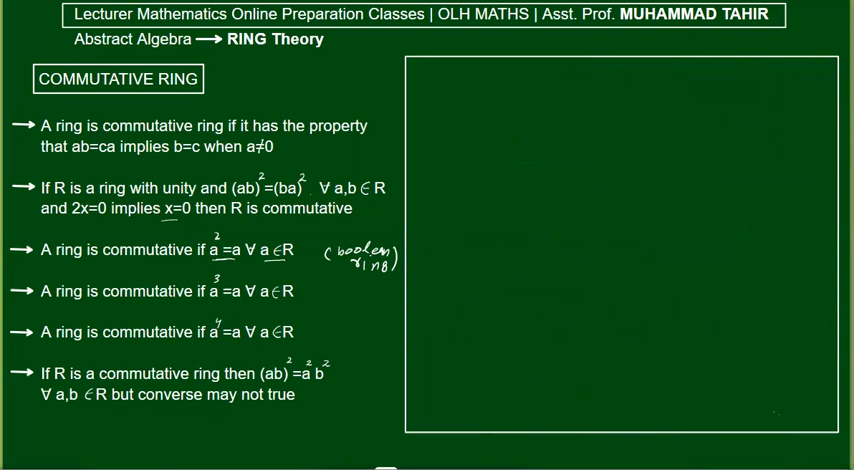 Lecturer Mathematics Online Preparation Classes | OLH MATHS | Asst. Prof. MUHAMMAD TAHIR
Abstract Algebra → RING Theory
COMMUTATIVE RING
→ A ring is commutative ring if it has the property
that ab=ca implies b=c when a≠0
→ If R is a ring with unity and (ab)²=(ba)² ∀ a,b ∈ R
and 2x=0 implies x=0 then R is commutative
→ A ring is commutative if a²=a ∀ a ∈R (boolean
ring)
→ A ring is commutative if a³=a ∀ a∈R
→ A ring is commutative if a⁴=a ∀ a∈R
→ If R is a commutative ring then (ab)²=a²b²
∀ a,b ∈R but converse may not true